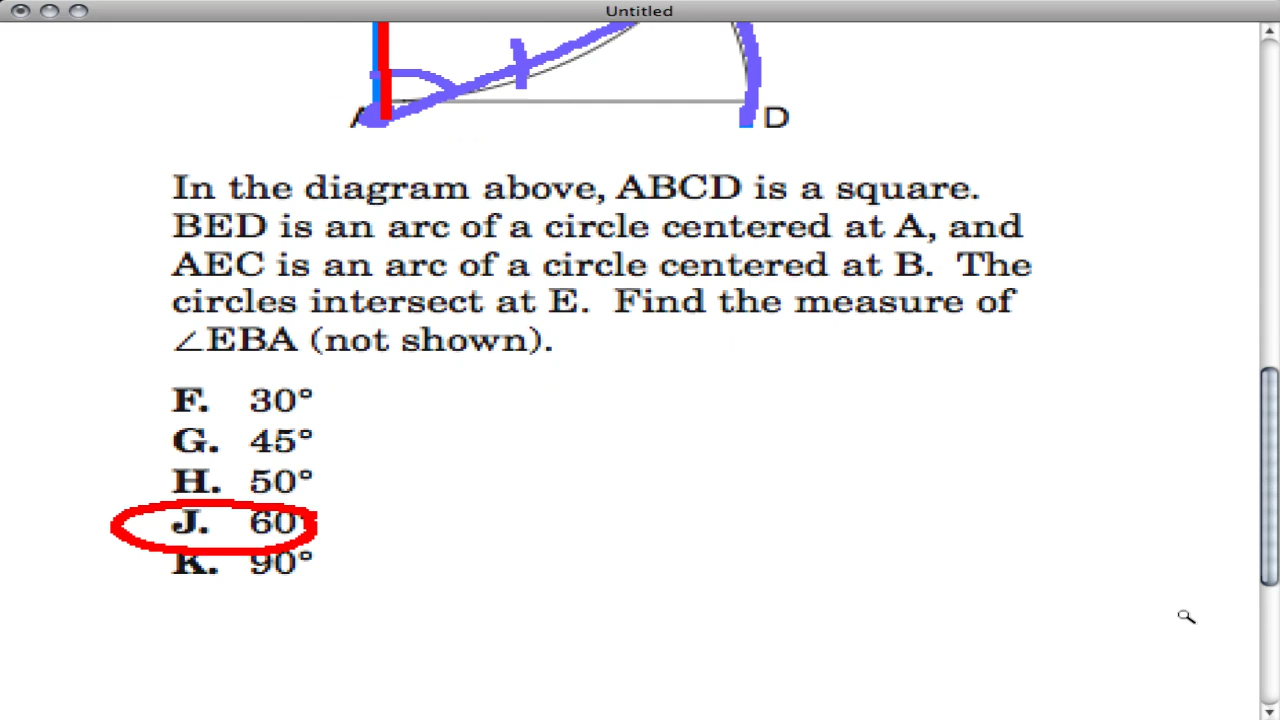 Untitled
A D
In the diagram above, ABCD is a square.
BED is an arc of a circle centered at A, and
AEC is an arc of a circle centered at B. The
circles intersect at E. Find the measure of
∠EBA (not shown).
F. 30°
G. 45°
H. 50°
J. 60°
K. 90°